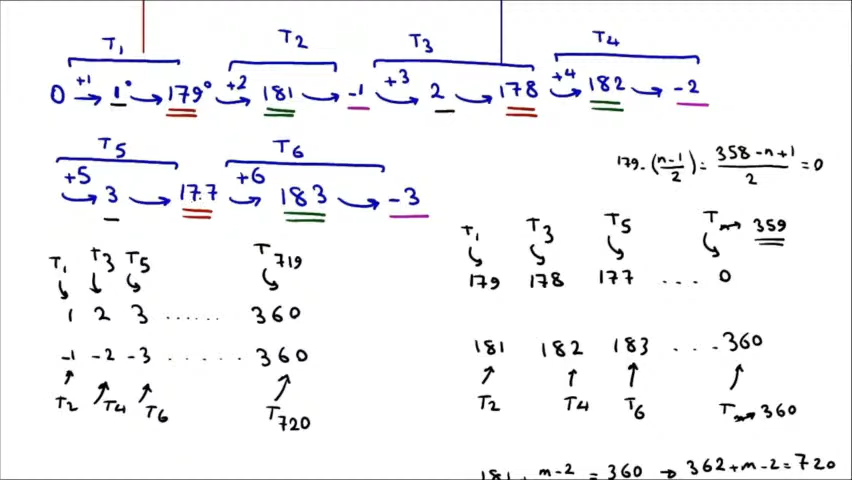 T1 T2 T3 T4
0 +1→ 1° → 179° +2→ 181 → -1 +3→ 2 → 178 +4→ 182 → -2
T5 T6
+5→ 3 → 177 +6→ 183 → -3
179 - (n-1/2) = 358-n+1/2 = 0
T1 T3 T5 T719
1 2 3 ...... 360
-1 -2 -3 ........ 360
T2 T4 T6 T720
T1 T3 T5 T → 359
179 178 177 .... 0
181 182 183 .... 360
T2 T4 T6 T → 360
181 + m-2 = 360 → 362+m-2=720